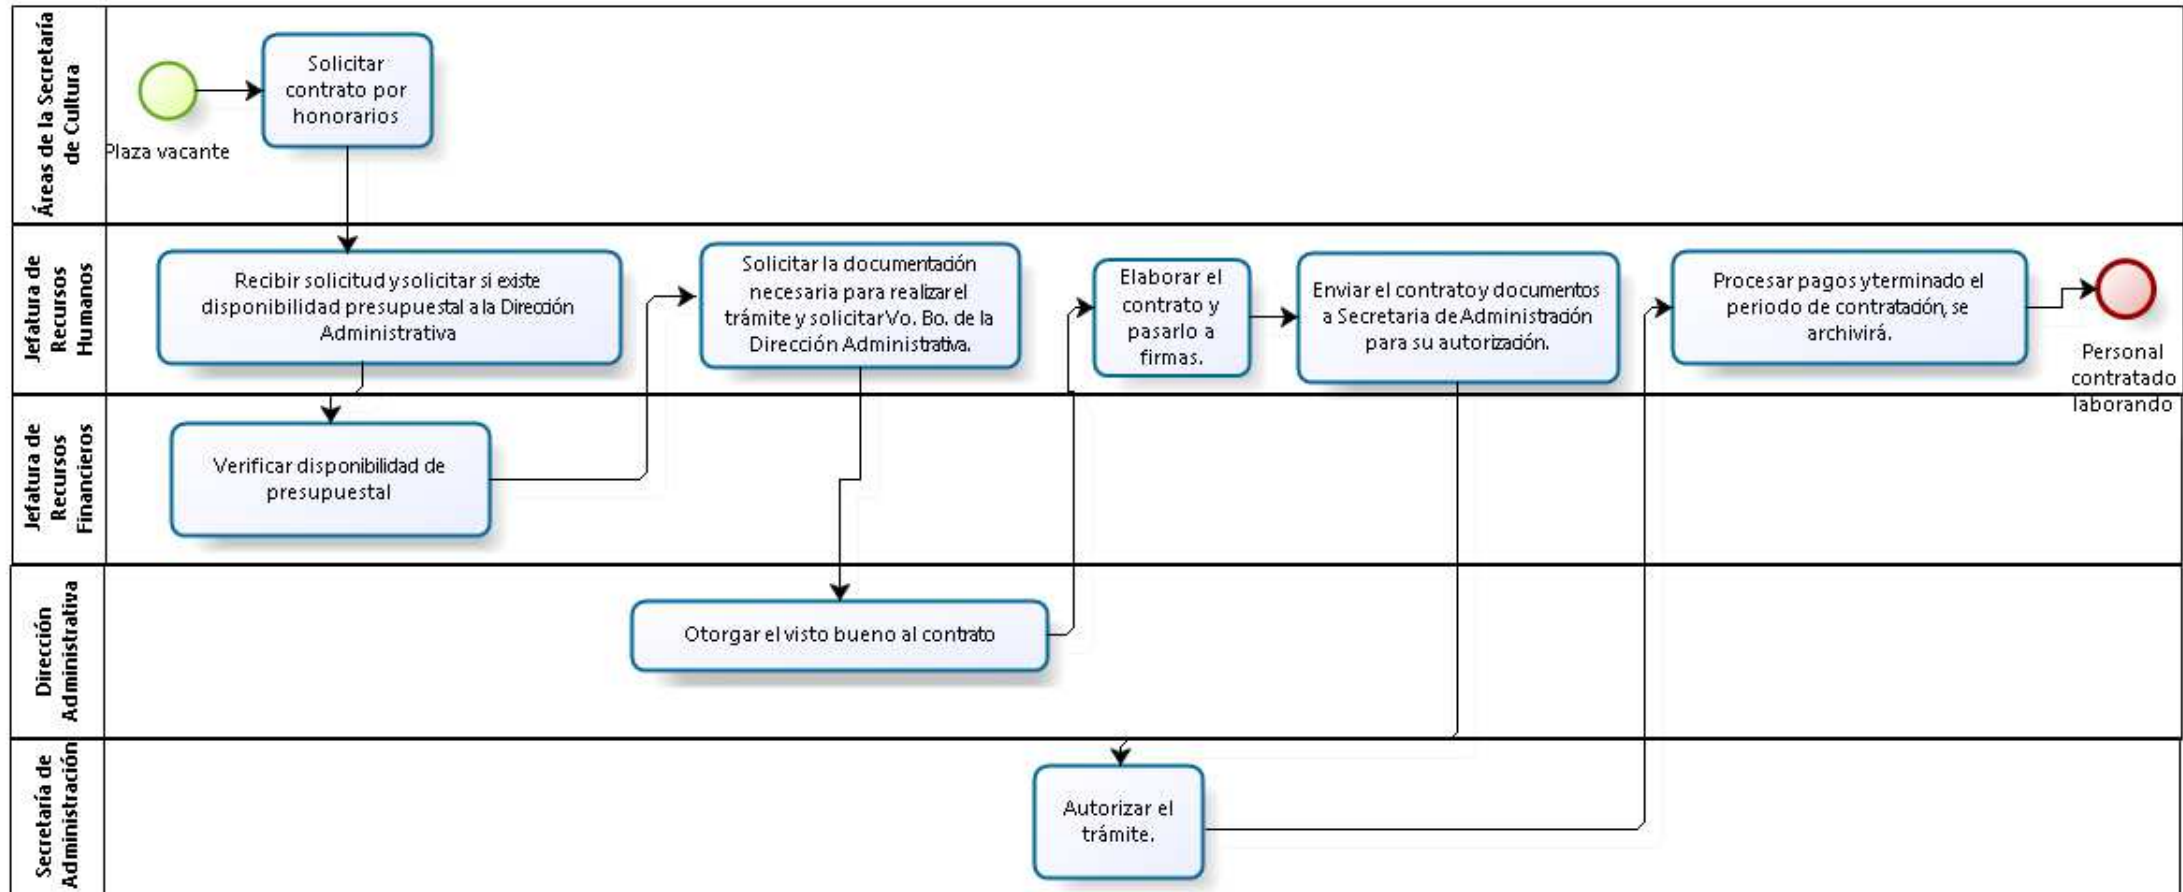 Áreas de la Secretaría
de Cultura
Plaza vacante
Solicitar
contrato por
honorarios
Jefatura de
Recursos
Humanos
Recibir solicitud y solicitar si existe
disponibilidad presupuestal a la Dirección
Administrativa
Solicitar la documentación
necesaria para realizar el
trámite y solicitar Vo. Bo. de la
Dirección Administrativa.
Elaborar el
contrato y
pasarlo a
firmas.
Enviar el contrato y documentos
a Secretaria de Administración
para su autorización.
Procesar pagos y terminado el
periodo de contratación, se
archivirá.
Personal
contratado
laborando
Jefatura de
Recursos
Financieros
Verificar disponibilidad de
presupuestal
Dirección
Administrativa
Otorgar el visto bueno al contrato
Secretaría de
Administración
Autorizar el
trámite.